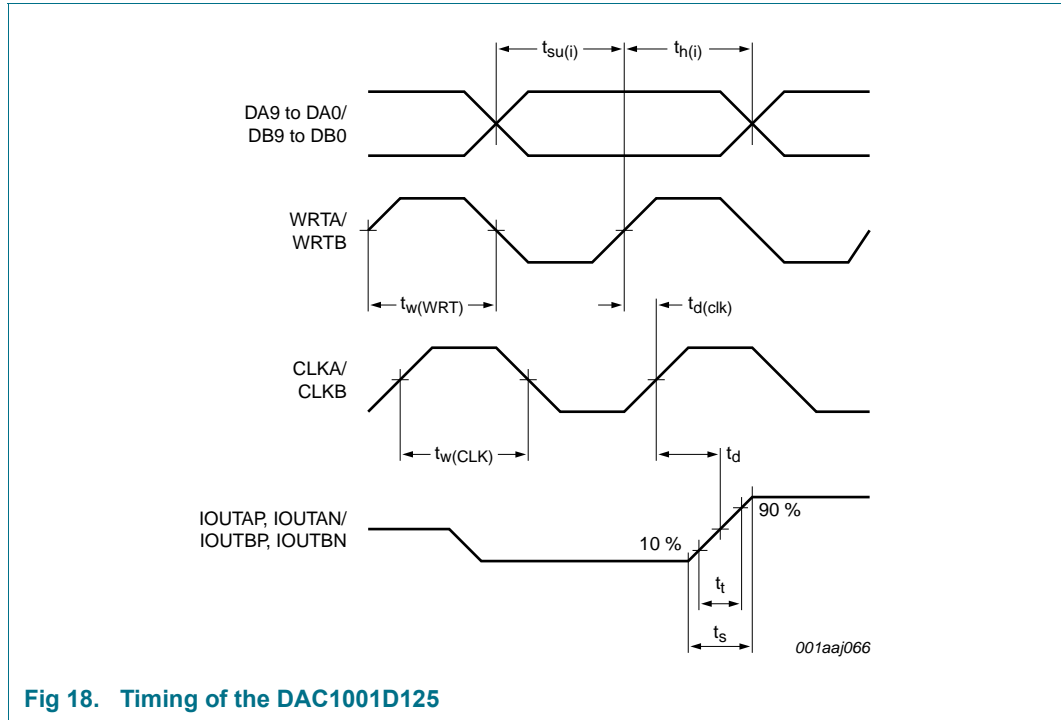 tsu(i)
th(i)
DA9 to DA0/
DB9 to DB0
WRTA/
WRTB
tw(WRT)
td(clk)
CLKA/
CLKB
tw(CLK)
td
IOUTAP, IOUTAN/
IOUTBP, IOUTBN
10 %
90 %
tt
ts
001aaj066
Fig 18. Timing of the DAC1001D125